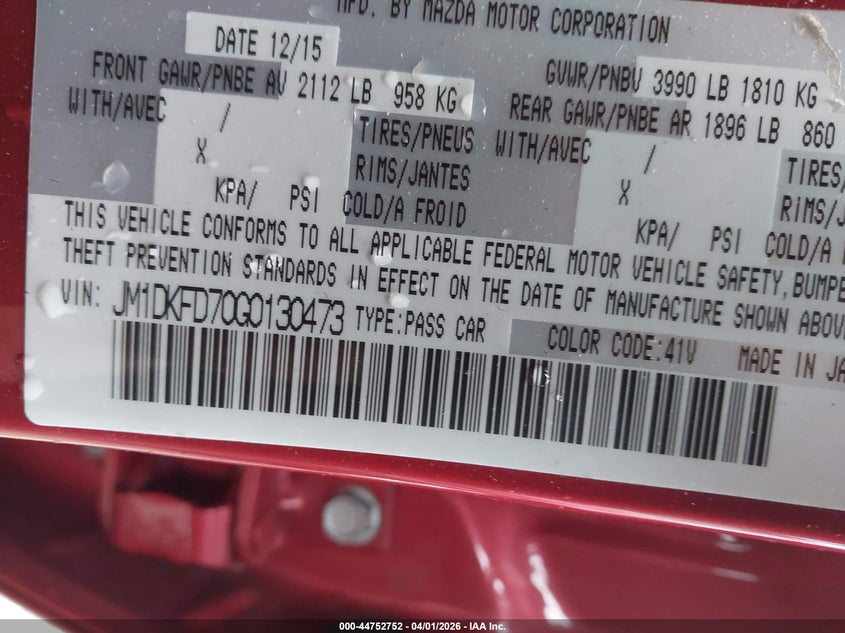 MFD. BY MAZDA MOTOR CORPORATION
DATE 12/15
FRONT GAWR/PNBE AV 2112 LB 958 KG
GVWR/PNBV 3990 LB 1810 KG
WITH/AVEC / TIRES/PNEUS
REAR GAWR/PNBE AR 1896 LB 860
X RIMS/JANTES
WITH/AVEC / TIRES/
KPA/ PSI COLD/A FROID
X RIMS/J
KPA/ PSI COLD/A
THIS VEHICLE CONFORMS TO ALL APPLICABLE FEDERAL MOTOR VEHICLE SAFETY, BUMPE
THEFT PREVENTION STANDARDS IN EFFECT ON THE DATE OF MANUFACTURE SHOWN ABOV
VIN: JM1DKFD70G0130473 TYPE:PASS CAR
COLOR CODE:41V MADE IN JA
000-44752752 04/01/2026 IAA Inc.